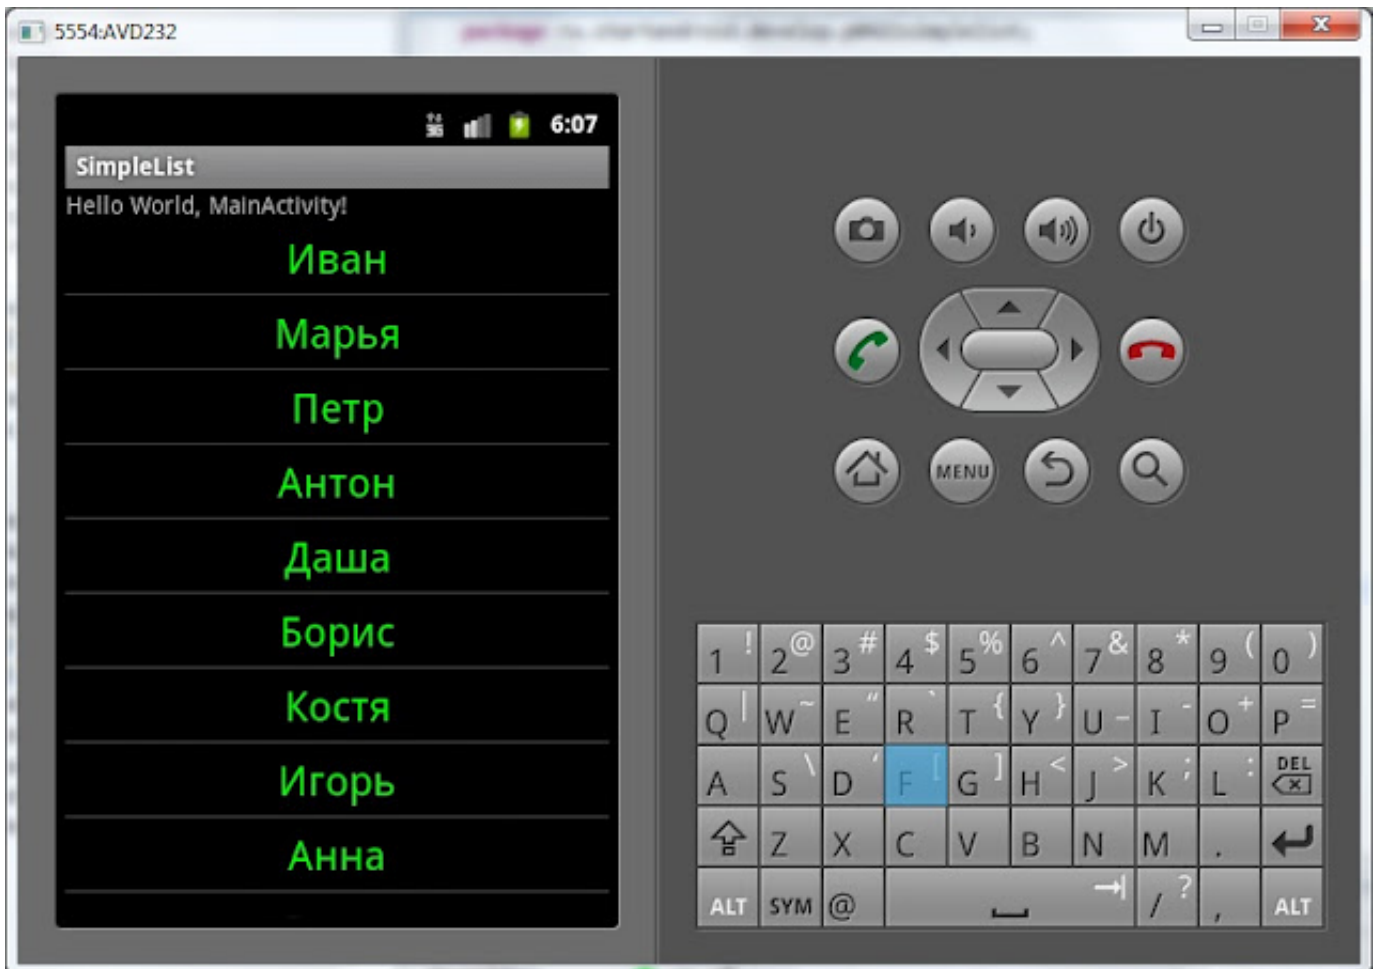 5554:AVD232
3G 6:07
SimpleList
Hello World, MainActivity!
Иван
Марья
Петр
Антон
Даша
Борис
Костя
Игорь
Анна
MENU
1 ! 2 @ 3 # 4 $ 5 % 6 ^ 7 & 8 * 9 ( 0 )
Q | W ~ E “ R ` T { Y } U _ I - O + P =
A S \ D ‘ F [ G ] H < J > K ; L : DEL
Z X C V B N M .
ALT SYM @ / ? , ALT